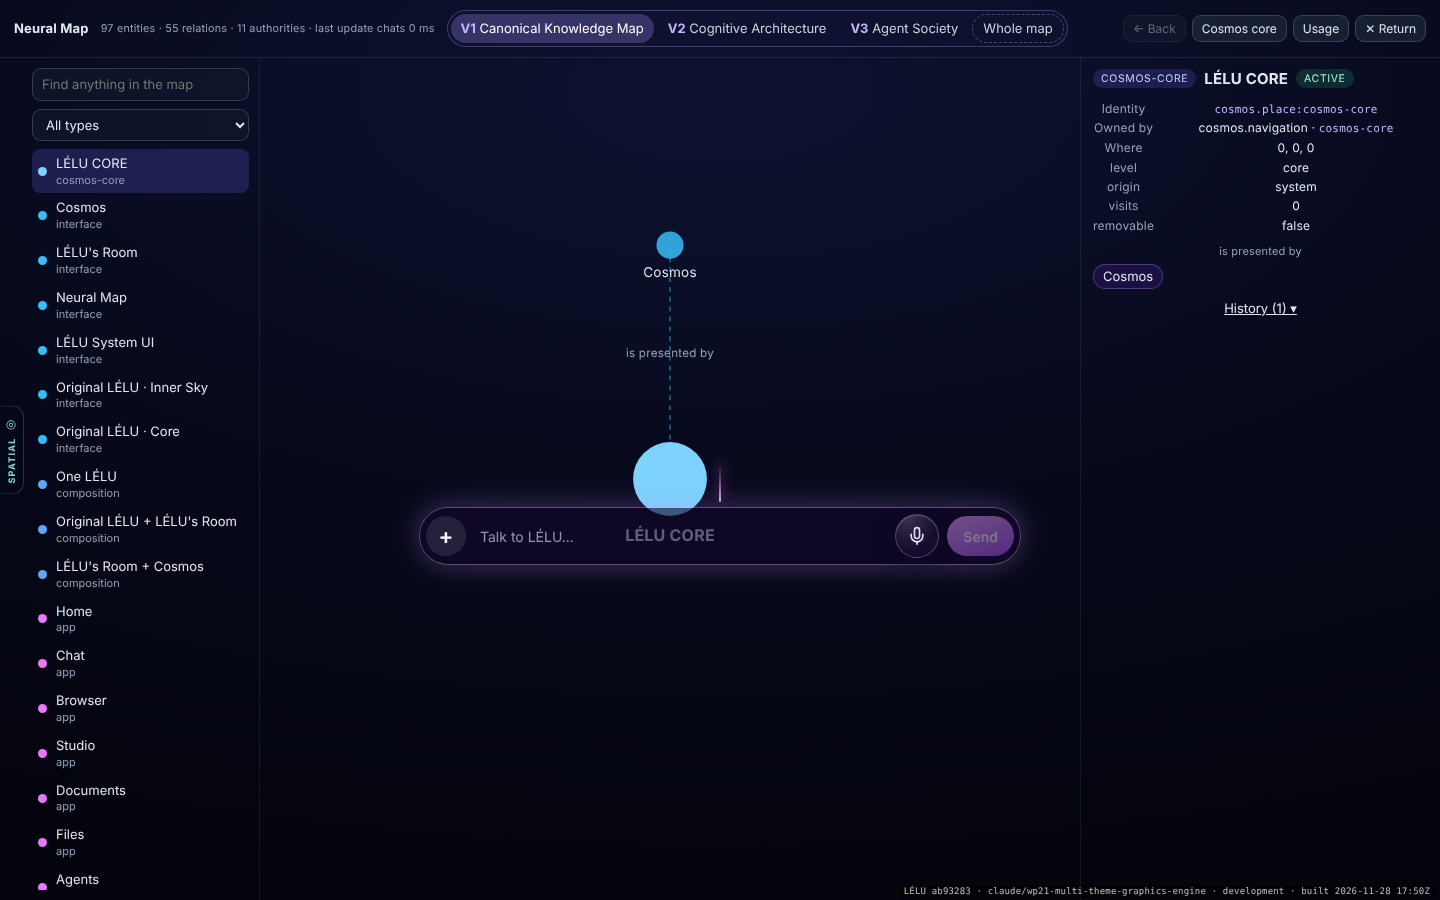 Neural Map
97 entities · 55 relations · 11 authorities · last update chats 0 ms
V1 Canonical Knowledge Map
V2 Cognitive Architecture
V3 Agent Society
Whole map
← Back
Cosmos core
Usage
✕ Return
Find anything in the map
All types
LÉLU CORE
cosmos-core
Cosmos
interface
LÉLU's Room
interface
Neural Map
interface
LÉLU System UI
interface
Original LÉLU · Inner Sky
interface
Original LÉLU · Core
interface
One LÉLU
composition
Original LÉLU + LÉLU's Room
composition
LÉLU's Room + Cosmos
composition
Home
app
Chat
app
Browser
app
Studio
app
Documents
app
Files
app
Agents
SPATIAL ◎
Cosmos
is presented by
+
Talk to LÉLU...
LÉLU CORE
Send
COSMOS-CORE LÉLU CORE ACTIVE
Identity cosmos.place:cosmos-core
Owned by cosmos.navigation · cosmos-core
Where 0, 0, 0
level core
origin system
visits 0
removable false
is presented by
Cosmos
History (1) ▾
LÉLU ab93283 · claude/wp21-multi-theme-graphics-engine · development · built 2026-11-28 17:50Z